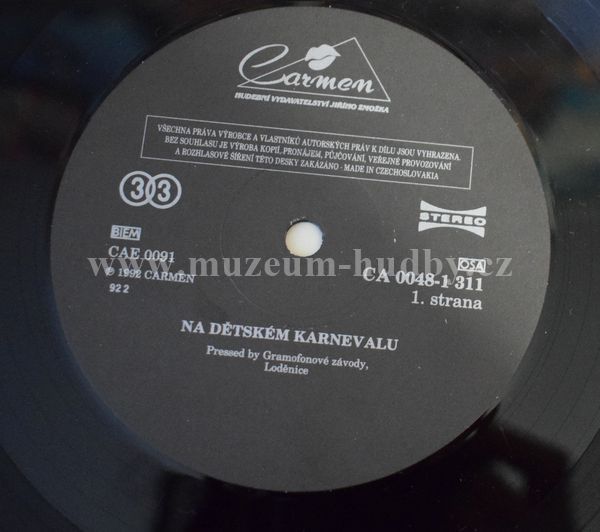 Carmen
HUDEBNÍ VYDAVATELSTVÍ JIŘÍHO ZMOŽKA
VŠECHNA PRÁVA VÝROBCE A VLASTNÍKŮ AUTORSKÝCH PRÁV K DÍLU JSOU VYHRAZENA.
BEZ SOUHLASU JE VÝROBA KOPIÍ, PRONÁJEM, PŮJČOVÁNÍ, VEŘEJNÉ PROVOZOVÁNÍ
A ROZHLASOVÉ ŠÍŘENÍ TÉTO DESKY ZAKÁZÁNO - MADE IN CZECHOSLOVAKIA
33
STEREO
BIEM
CAE 0091
℗ 1992 CARMEN
92 2
OSA
CA 0048-1 311
1. strana
www.muzeum-hudby.cz
NA DĚTSKÉM KARNEVALU
Pressed by Gramofonové závody,
Loděnice